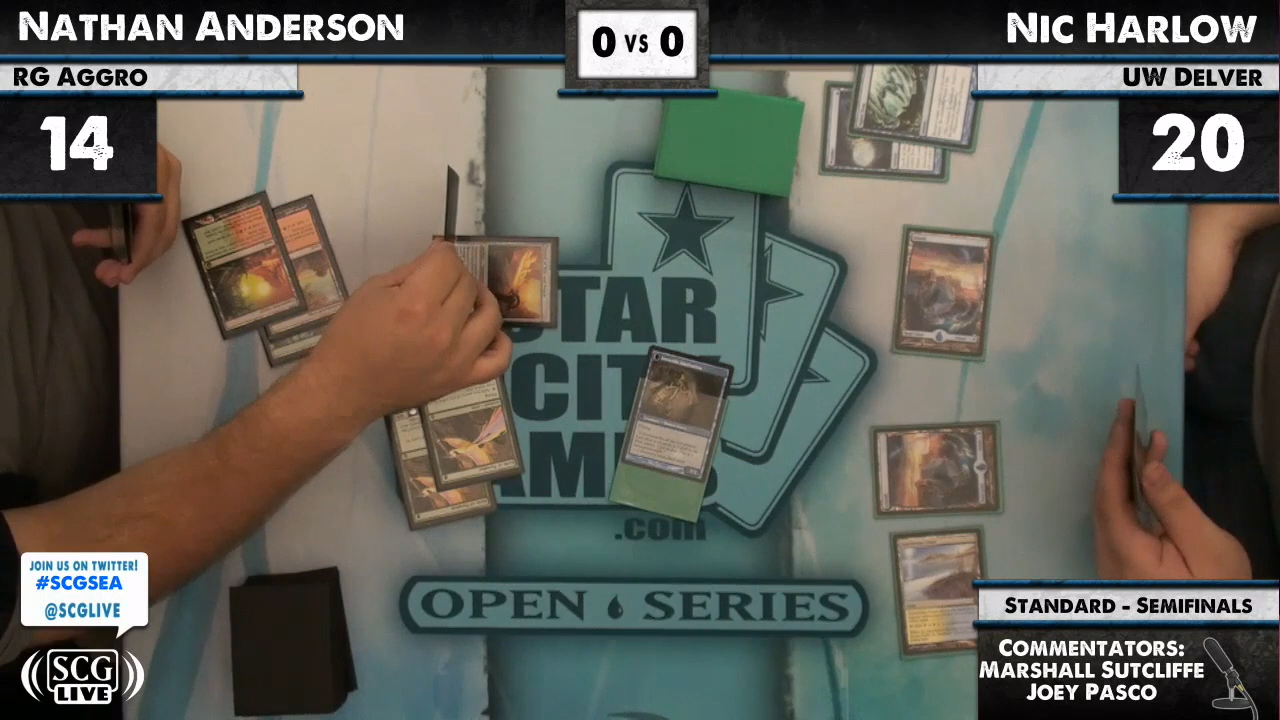 NATHAN ANDERSON
0 VS 0
NIC HARLOW
RG AGGRO
UW DELVER
14
20
STAR
CITY
GAMES
.com
OPEN SERIES
JOIN US ON TWITTER!
#SCGSEA
@SCGLIVE
SCG
LIVE
STANDARD - SEMIFINALS
COMMENTATORS:
MARSHALL SUTCLIFFE
JOEY PASCO